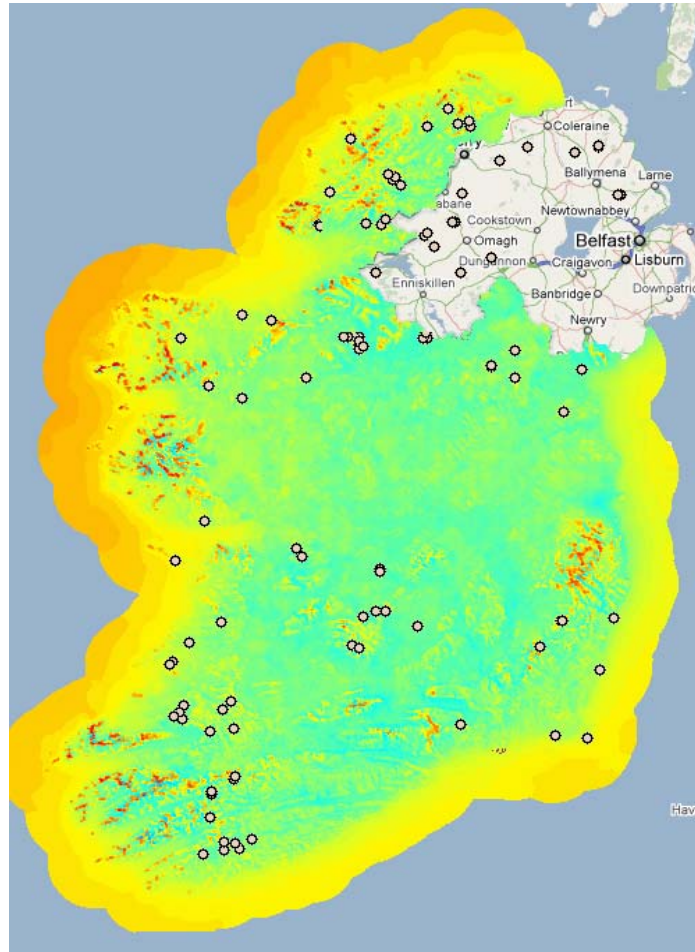 Coleraine
Ballymena
Larne
Newtownabbey
Cookstown
Omagh
Belfast
Dungannon
Craigavon
Lisburn
Enniskillen
Banbridge
Downpatric
Newry
Hav